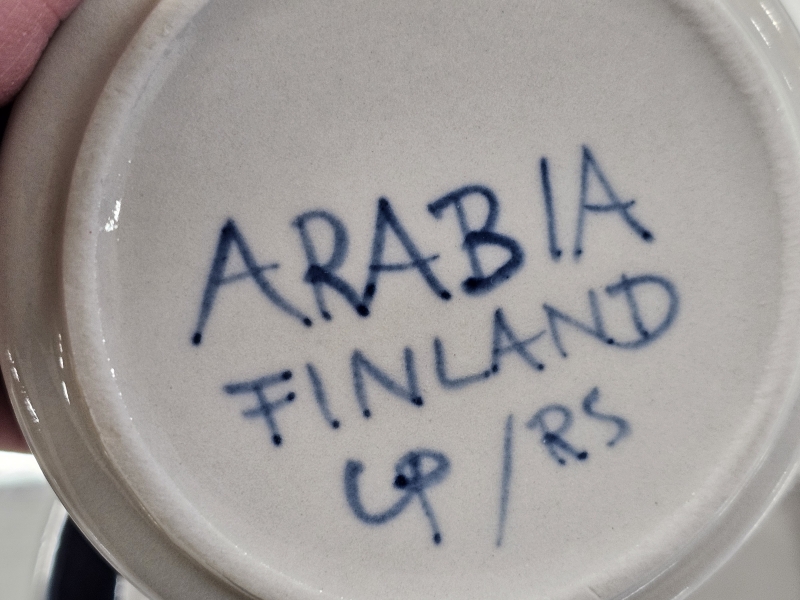 ARABIA
FINLAND
UP / RS